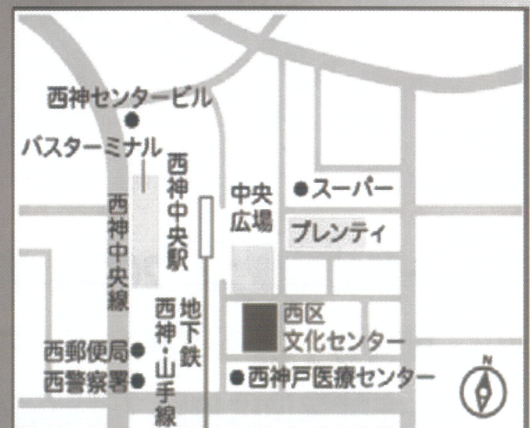 西神センタービル
バスターミナル
西神中央駅
西神中央線
中央
広場
スーパー
プレンティ
地下鉄
西神・山手線
西区
文化センター
西郵便局
西警察署
西神戸医療センター
N